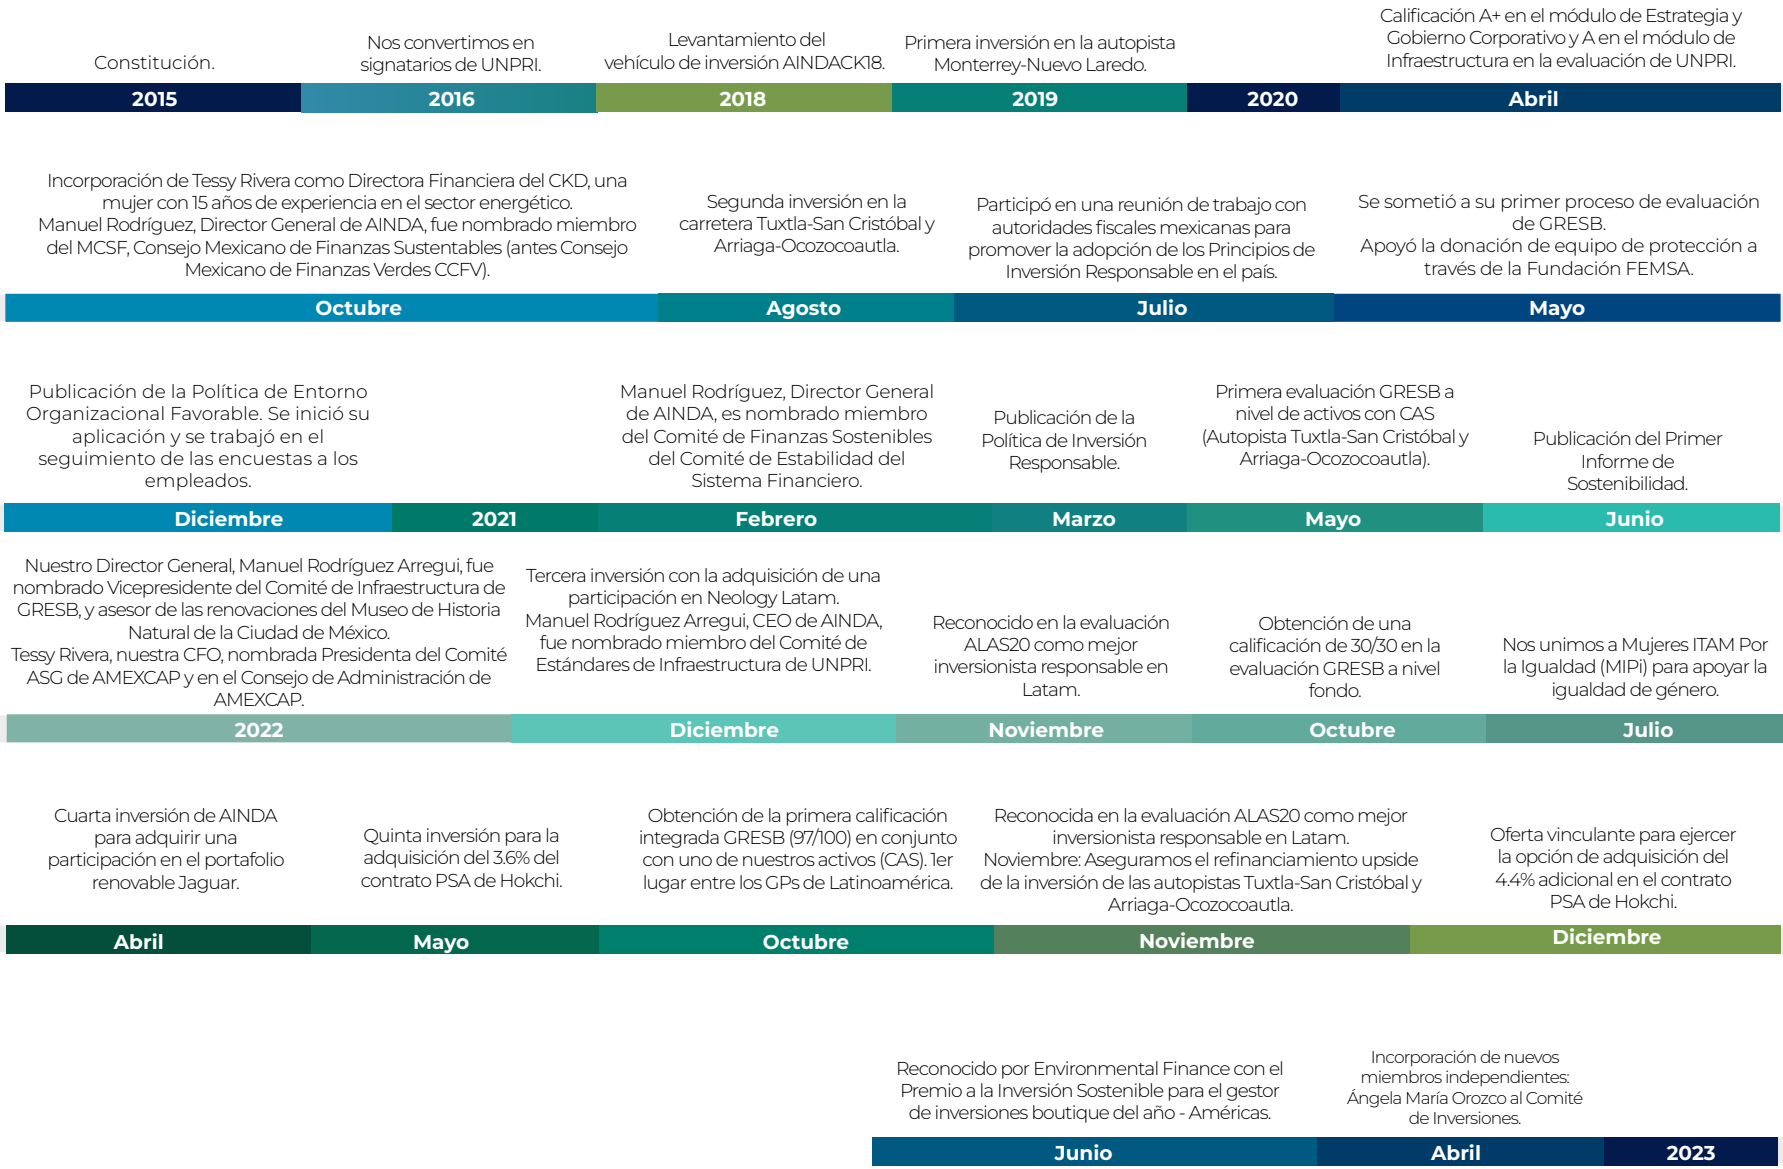 Constitución.
2015
Nos convertimos en
signatarios de UNPRI.
2016
Levantamiento del
vehículo de inversión AINDACK18.
2018
Primera inversión en la autopista
Monterrey-Nuevo Laredo.
2019
2020
Calificación A+ en el módulo de Estrategia y
Gobierno Corporativo y A en el módulo de
Infraestructura en la evaluación de UNPRI.
Abril
Incorporación de Tessy Rivera como Directora Financiera del CKD, una
mujer con 15 años de experiencia en el sector energético.
Manuel Rodríguez, Director General de AINDA, fue nombrado miembro
del MCSF, Consejo Mexicano de Finanzas Sustentables (antes Consejo
Mexicano de Finanzas Verdes CCFV).
Octubre
Segunda inversión en la
carretera Tuxtla-San Cristóbal y
Arriaga-Ocozocoautla.
Agosto
Participó en una reunión de trabajo con
autoridades fiscales mexicanas para
promover la adopción de los Principios de
Inversión Responsable en el país.
Julio
Se sometió a su primer proceso de evaluación
de GRESB.
Apoyó la donación de equipo de protección a
través de la Fundación FEMSA.
Mayo
Publicación de la Política de Entorno
Organizacional Favorable. Se inició su
aplicación y se trabajó en el
seguimiento de las encuestas a los
empleados.
Diciembre
2021
Manuel Rodríguez, Director General
de AINDA, es nombrado miembro
del Comité de Finanzas Sostenibles
del Comité de Estabilidad del
Sistema Financiero.
Febrero
Publicación de la
Política de Inversión
Responsable.
Marzo
Primera evaluación GRESB a
nivel de activos con CAS
(Autopista Tuxtla-San Cristóbal y
Arriaga-Ocozocoautla).
Mayo
Publicación del Primer
Informe de
Sostenibilidad.
Junio
Nuestro Director General, Manuel Rodríguez Arregui, fue
nombrado Vicepresidente del Comité de Infraestructura de
GRESB, y asesor de las renovaciones del Museo de Historia
Natural de la Ciudad de México.
Tessy Rivera, nuestra CFO, nombrada Presidenta del Comité
ASG de AMEXCAP y en el Consejo de Administración de
AMEXCAP.
2022
Tercera inversión con la adquisición de una
participación en Neology Latam.
Manuel Rodríguez Arregui, CEO de AINDA,
fue nombrado miembro del Comité de
Estándares de Infraestructura de UNPRI.
Diciembre
Reconocido en la evaluación
ALAS20 como mejor
inversionista responsable en
Latam.
Noviembre
Obtención de una
calificación de 30/30 en la
evaluación GRESB a nivel
fondo.
Octubre
Nos unimos a Mujeres ITAM Por
la Igualdad (MIPi) para apoyar la
igualdad de género.
Julio
Cuarta inversión de AINDA
para adquirir una
participación en el portafolio
renovable Jaguar.
Abril
Quinta inversión para la
adquisición del 3.6% del
contrato PSA de Hokchi.
Mayo
Obtención de la primera calificación
integrada GRESB (97/100) en conjunto
con uno de nuestros activos (CAS). 1er
lugar entre los GPs de Latinoamérica.
Octubre
Reconocida en la evaluación ALAS20 como mejor
inversionista responsable en Latam.
Noviembre: Aseguramos el refinanciamiento upside
de la inversión de las autopistas Tuxtla-San Cristóbal y
Arriaga-Ocozocoautla.
Noviembre
Oferta vinculante para ejercer
la opción de adquisición del
4.4% adicional en el contrato
PSA de Hokchi.
Diciembre
Reconocido por Environmental Finance con el
Premio a la Inversión Sostenible para el gestor
de inversiones boutique del año - Américas.
Junio
Incorporación de nuevos
miembros independientes:
Ángela María Orozco al Comité
de Inversiones.
Abril
2023